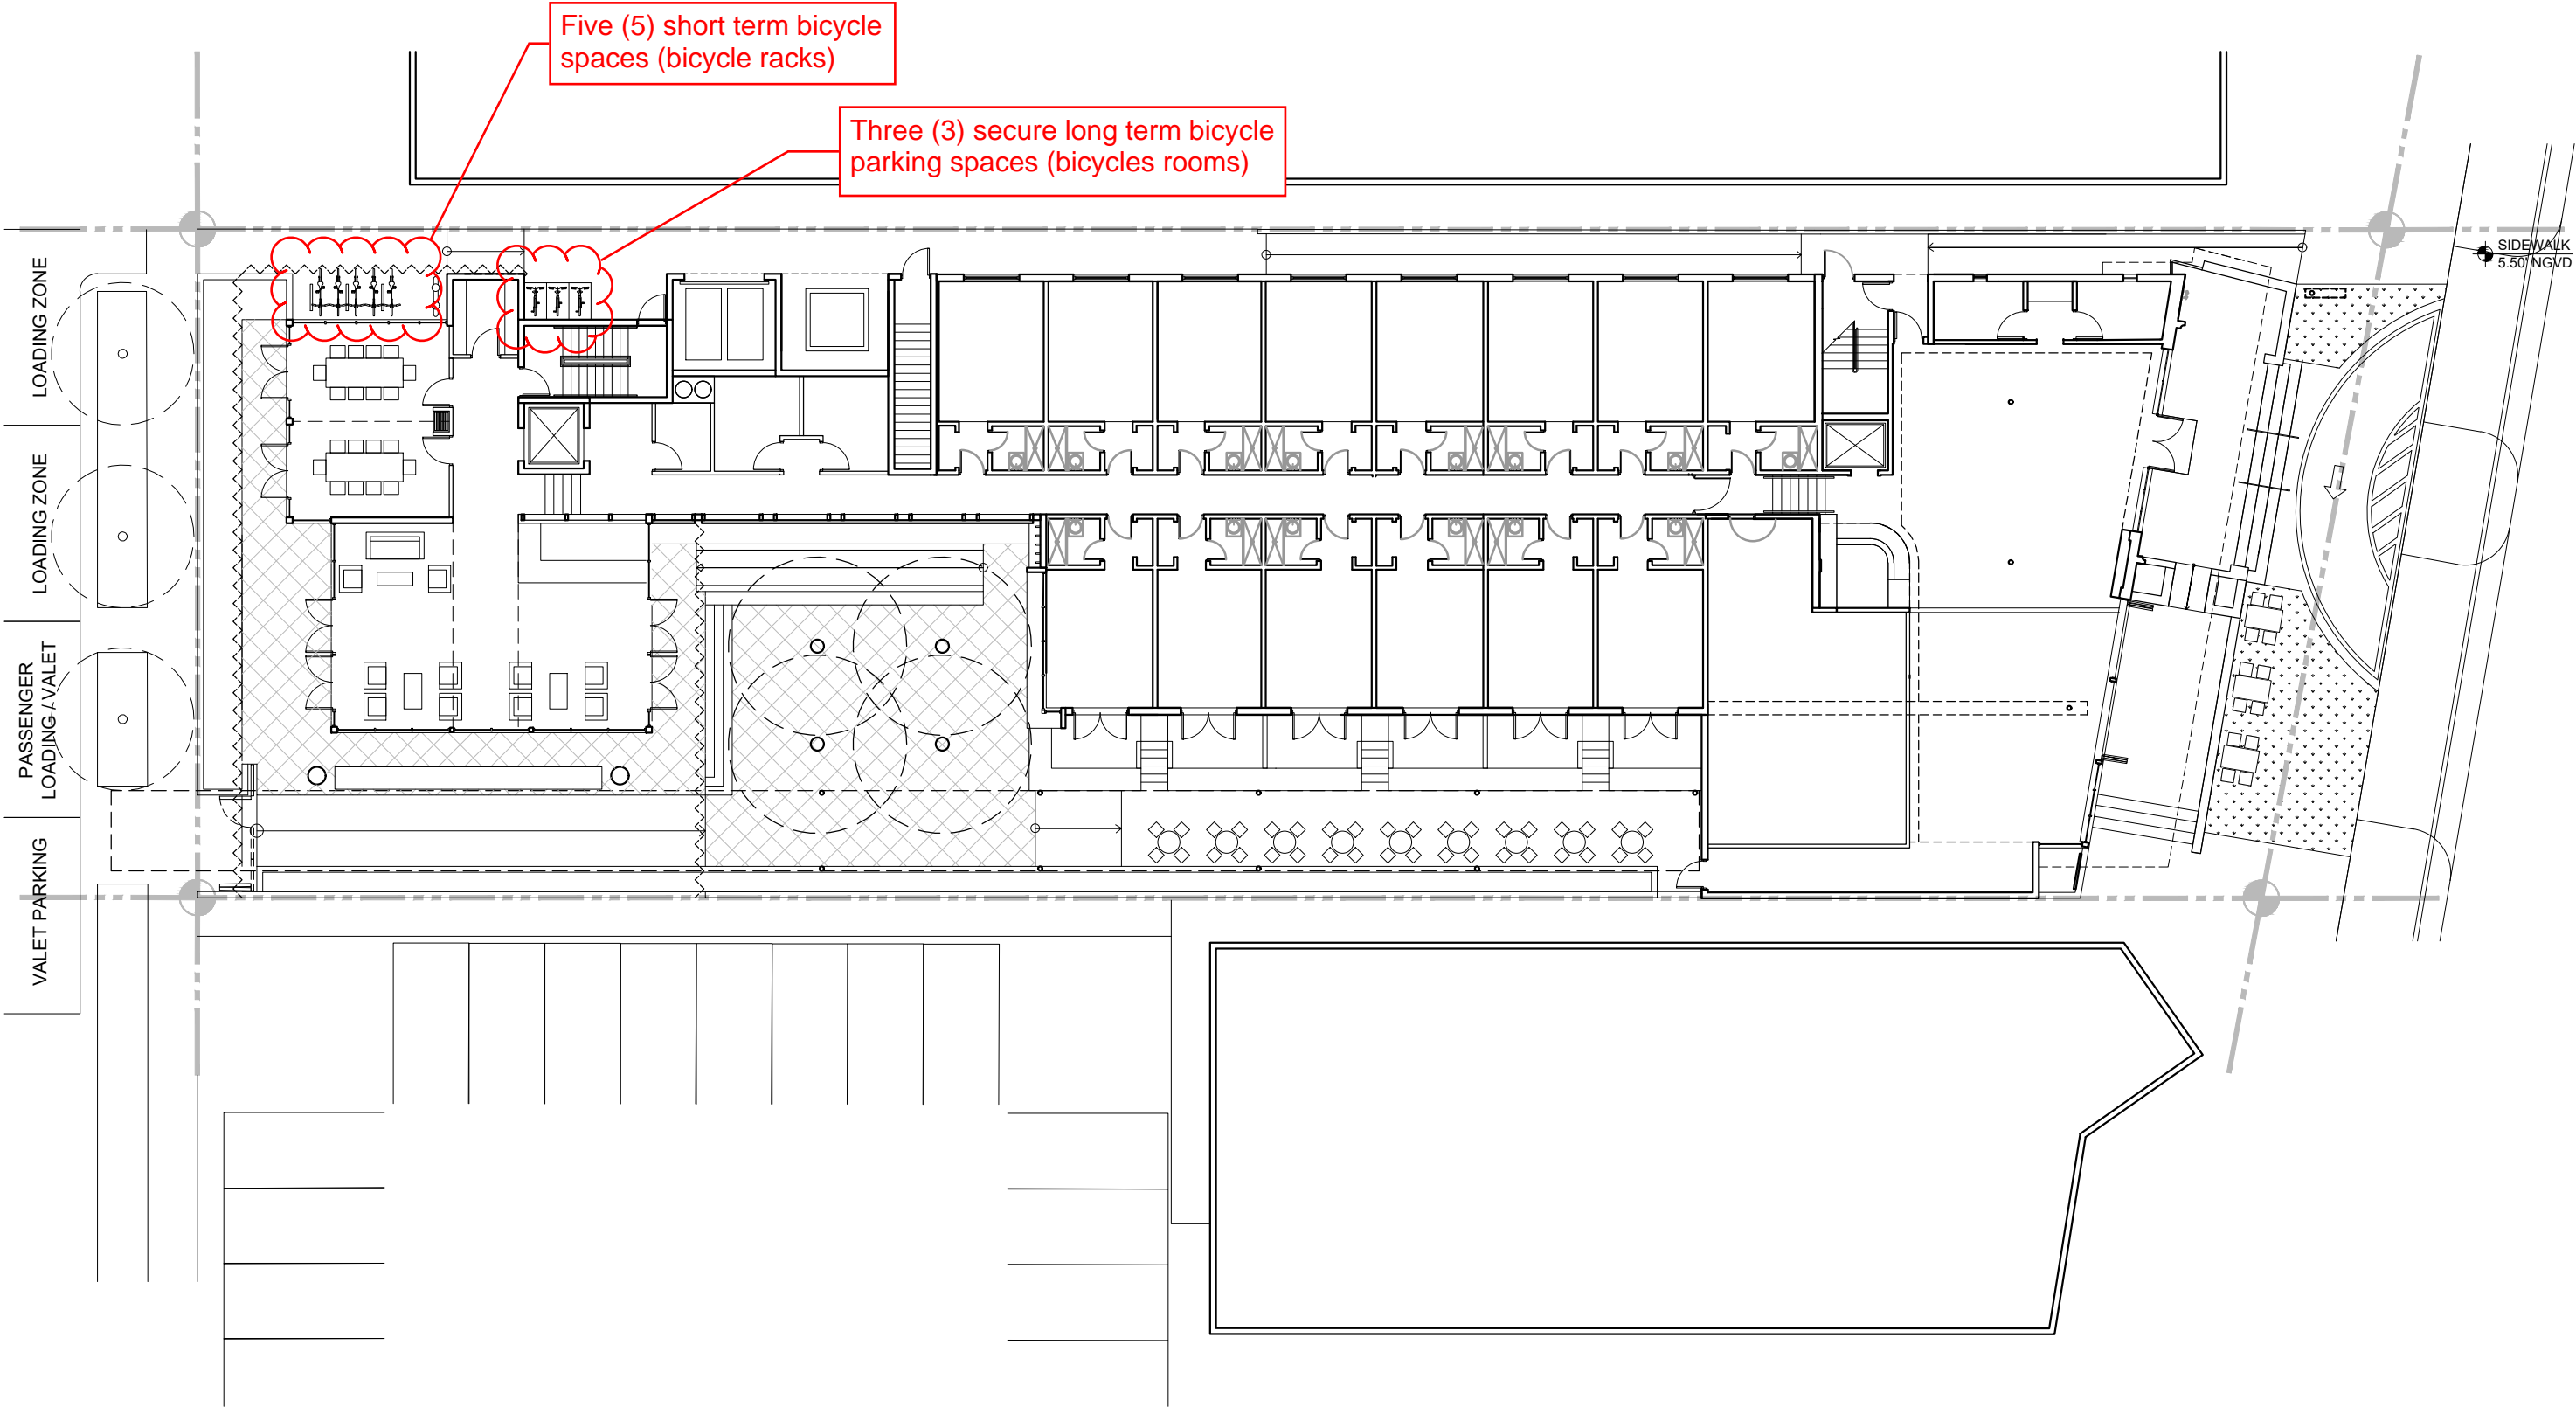 Five (5) short term bicycle
spaces (bicycle racks)
Three (3) secure long term bicycle
parking spaces (bicycles rooms)
SIDEWALK
5.50' NGVD
LOADING ZONE
LOADING ZONE
PASSENGER
LOADING / VALET
VALET PARKING